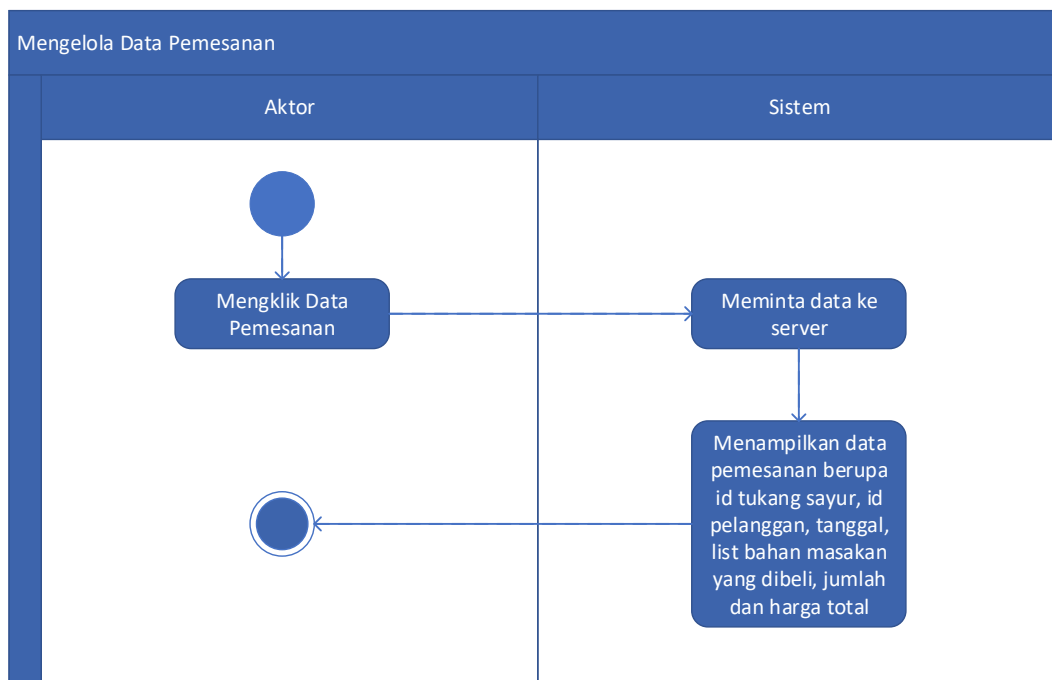 Mengelola Data Pemesanan
Aktor
Sistem
Mengklik Data
Pemesanan
Meminta data ke
server
Menampilkan data
pemesanan berupa
id tukang sayur, id
pelanggan, tanggal,
list bahan masakan
yang dibeli, jumlah
dan harga total